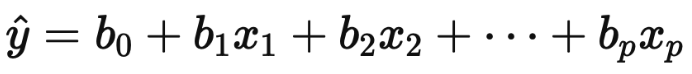 ŷ = b₀ + b₁x₁ + b₂x₂ + ··· + bₚxₚ